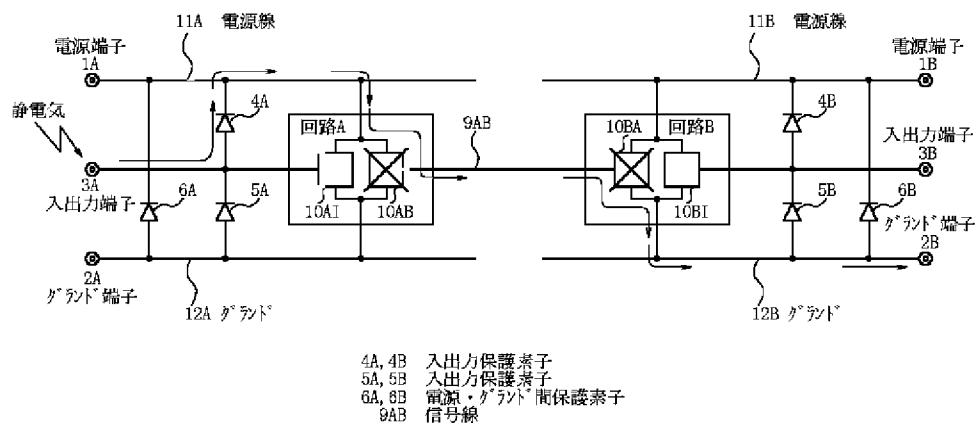 11A 電源線
11B 電源線
電源端子
1A
電源端子
1B
静電気
4A
4B
回路A
9AB
10BA
回路B
入出力端子
3B
3A
入出力端子
6A
5A
10AI
10AB
10BI
5B
6B
グランド端子
2B
2A
グランド端子
12A グランド
12B グランド
4A,4B 入出力保護素子
5A,5B 入出力保護素子
6A,6B 電源・グランド間保護素子
9AB 信号線